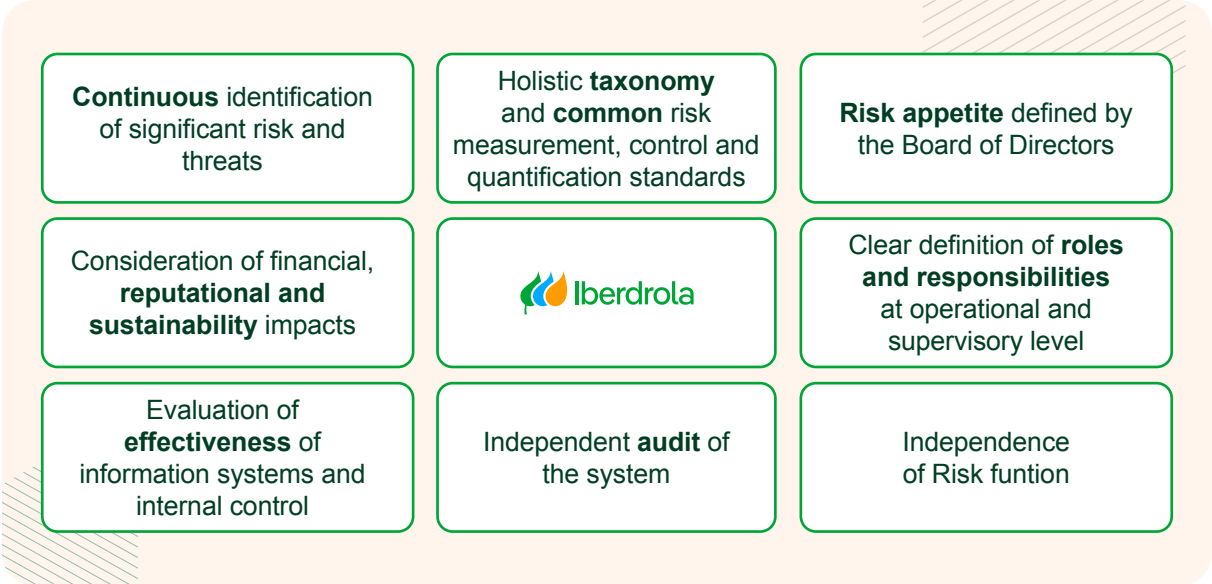 Continuous identification
of significant risk and
threats
Holistic taxonomy
and common risk
measurement, control and
quantification standards
Risk appetite defined by
the Board of Directors
Consideration of financial,
reputational and
sustainability impacts
Iberdrola
Clear definition of roles
and responsibilities
at operational and
supervisory level
Evaluation of
effectiveness of
information systems and
internal control
Independent audit of
the system
Independence
of Risk funtion